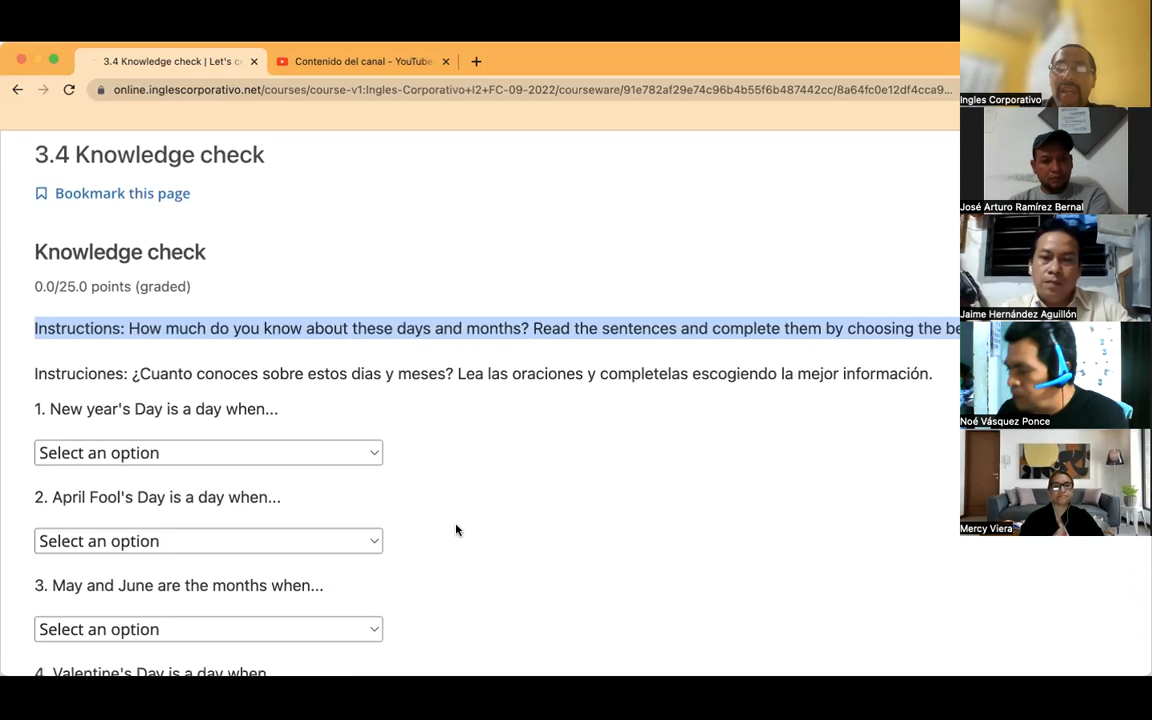 3.4 Knowledge check | Let's c
Contenido del canal - YouTube
online.inglescorporativo.net/courses/course-v1:Ingles-Corporativo+I2+FC-09-2022/courseware/91e782af29e74c96b4b55f6b487442cc/8a64fc0e12df4cca9...
3.4 Knowledge check
Bookmark this page
Knowledge check
0.0/25.0 points (graded)
Instructions: How much do you know about these days and months? Read the sentences and complete them by choosing the be
Instruciones: ¿Cuanto conoces sobre estos dias y meses? Lea las oraciones y completelas escogiendo la mejor información.
1. New year's Day is a day when...
Select an option
2. April Fool's Day is a day when...
Select an option
3. May and June are the months when...
Select an option
4. Valentine's Day is a day when
Ingles Corporativo
José Arturo Ramírez Bernal
Jaime Hernández Aguillón
Noé Vásquez Ponce
Mercy Viera